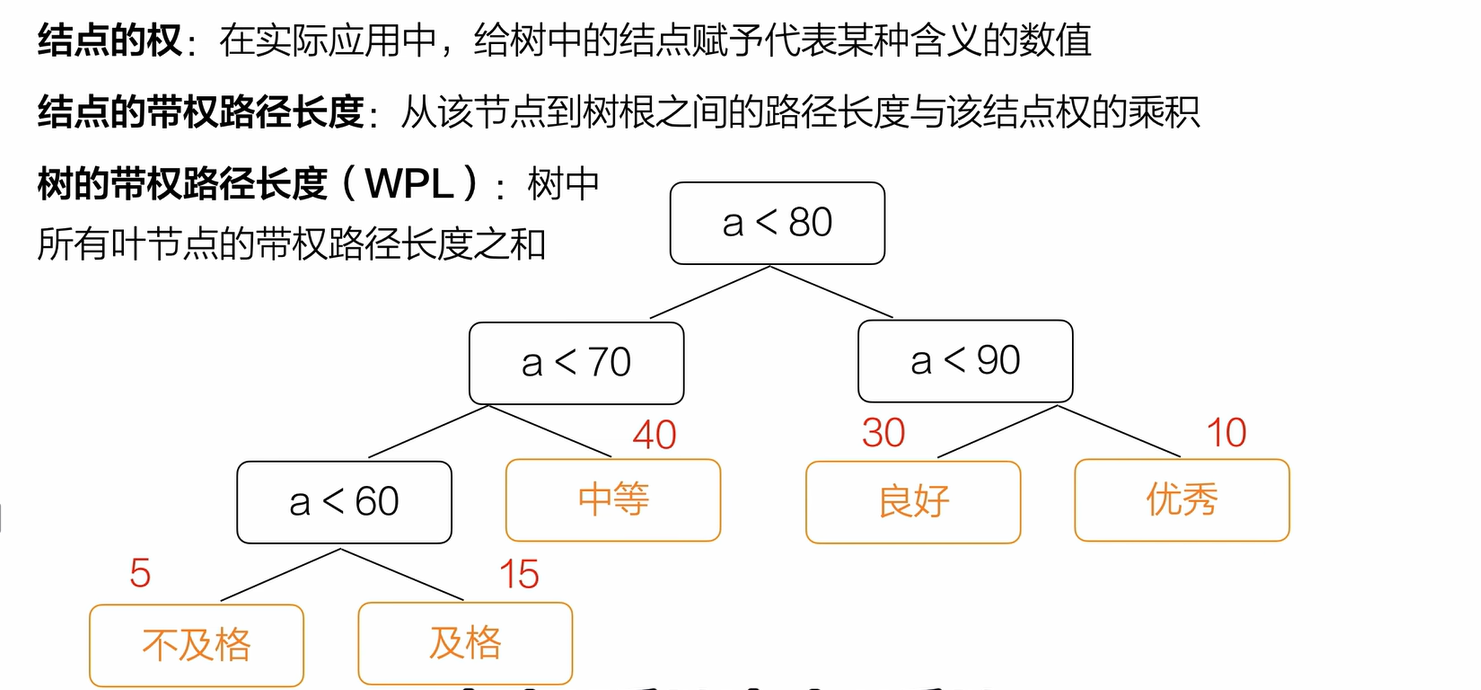 结点的权：在实际应用中，给树中的结点赋予代表某种含义的数值
结点的带权路径长度：从该节点到树根之间的路径长度与该结点权的乘积
树的带权路径长度（WPL）：树中
所有叶节点的带权路径长度之和
a < 80
a < 70
a < 90
40
30
10
a < 60
中等
良好
优秀
5
15
不及格
及格